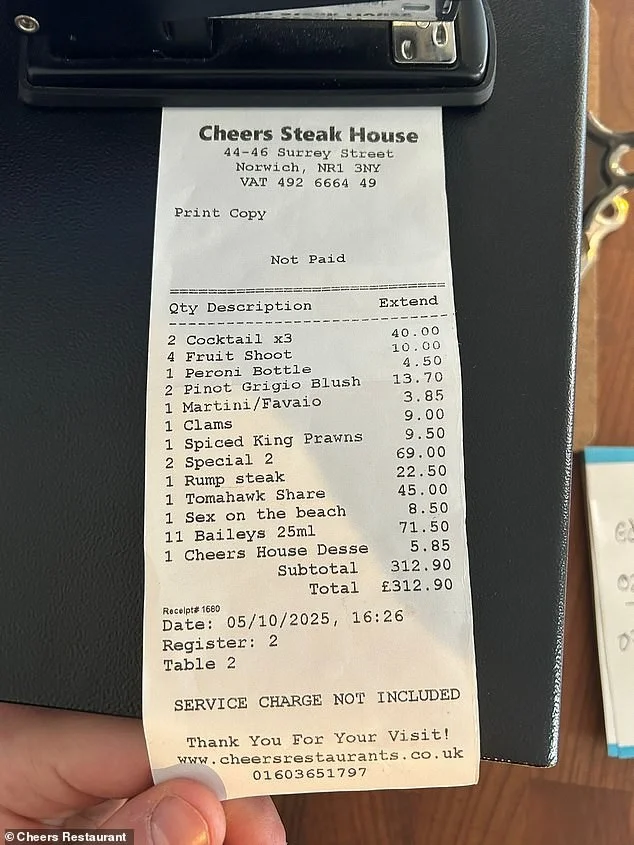 Cheers Steak House
44-46 Surrey Street
Norwich, NR1 3NY
VAT 492 6664 49
Print Copy
Not Paid
Qty Description Extend
2 Cocktail x3 40.00
4 Fruit Shoot 10.00
1 Peroni Bottle 4.50
2 Pinot Grigio Blush 13.70
1 Martini/Favaio 3.85
1 Clams 9.00
1 Spiced King Prawns 9.50
2 Special 2 69.00
1 Rump steak 22.50
1 Tomahawk Share 45.00
1 Sex on the beach 8.50
11 Baileys 25ml 71.50
1 Cheers House Desse 5.85
Subtotal 312.90
Total £312.90
Receipt# 1680
Date: 05/10/2025, 16:26
Register: 2
Table 2
SERVICE CHARGE NOT INCLUDED
Thank You For Your Visit!
www.cheersrestaurants.co.uk
01603651797
© Cheers Restaurant